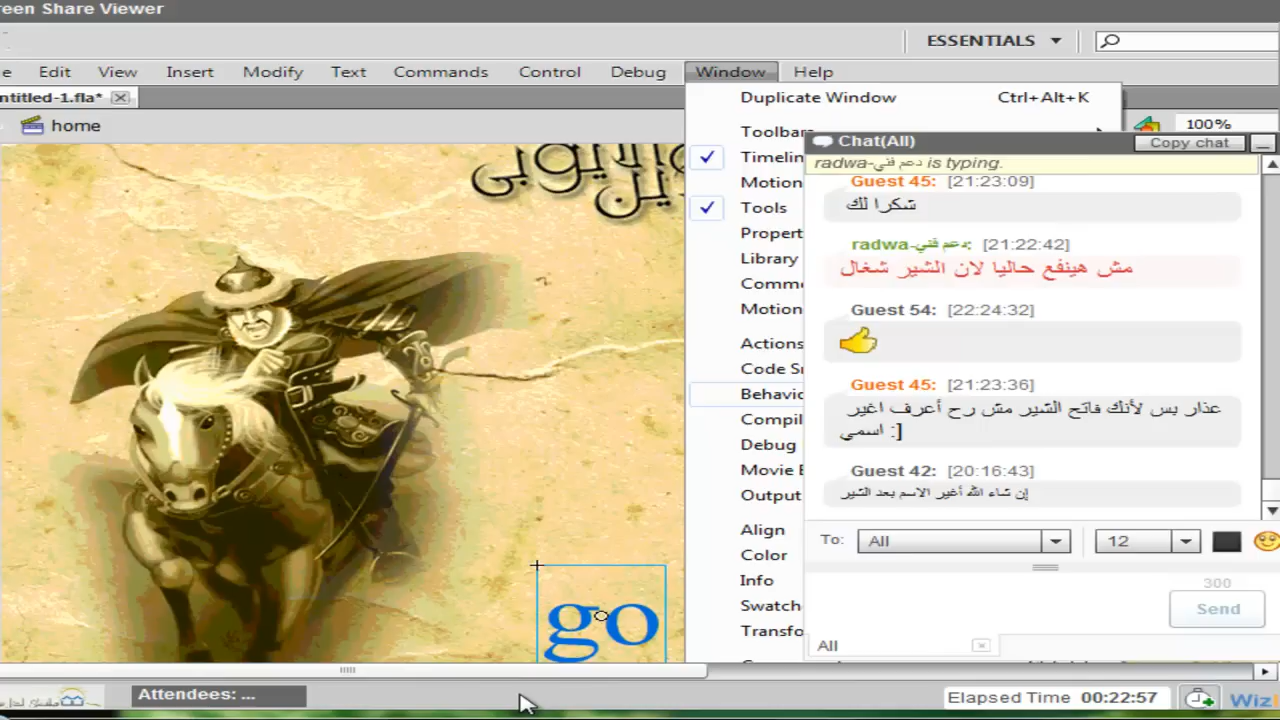 reen Share Viewer
ESSENTIALS
e Edit View Insert Modify Text Commands Control Debug Window Help
ntitled-1.fla*
home
100%
Duplicate Window Ctrl+Alt+K
Toolbar
Timelin
Motion
Tools
Propert
Library
Comm
Motion
Actions
Code S
Behavio
Compil
Debug
Movie E
Output
Align
Color
Info
Swatch
Transfo
go
Chat(All)
Copy chat
radwa-دعم فني is typing.
Guest 45: [21:23:09]
شكرا لك
radwa-دعم فني: [21:22:42]
مش هينفع حاليا لان الشير شغال
Guest 54: [22:24:32]
Guest 45: [21:23:36]
عذار بس لأنك فاتح الشير مش رح أعرف اغير
اسمي :]
Guest 42: [20:16:43]
إن شاء الله أغير الاسم بعد الشير
To: All 12
300
Send
All
Attendees: ...
Elapsed Time 00:22:57
WizI